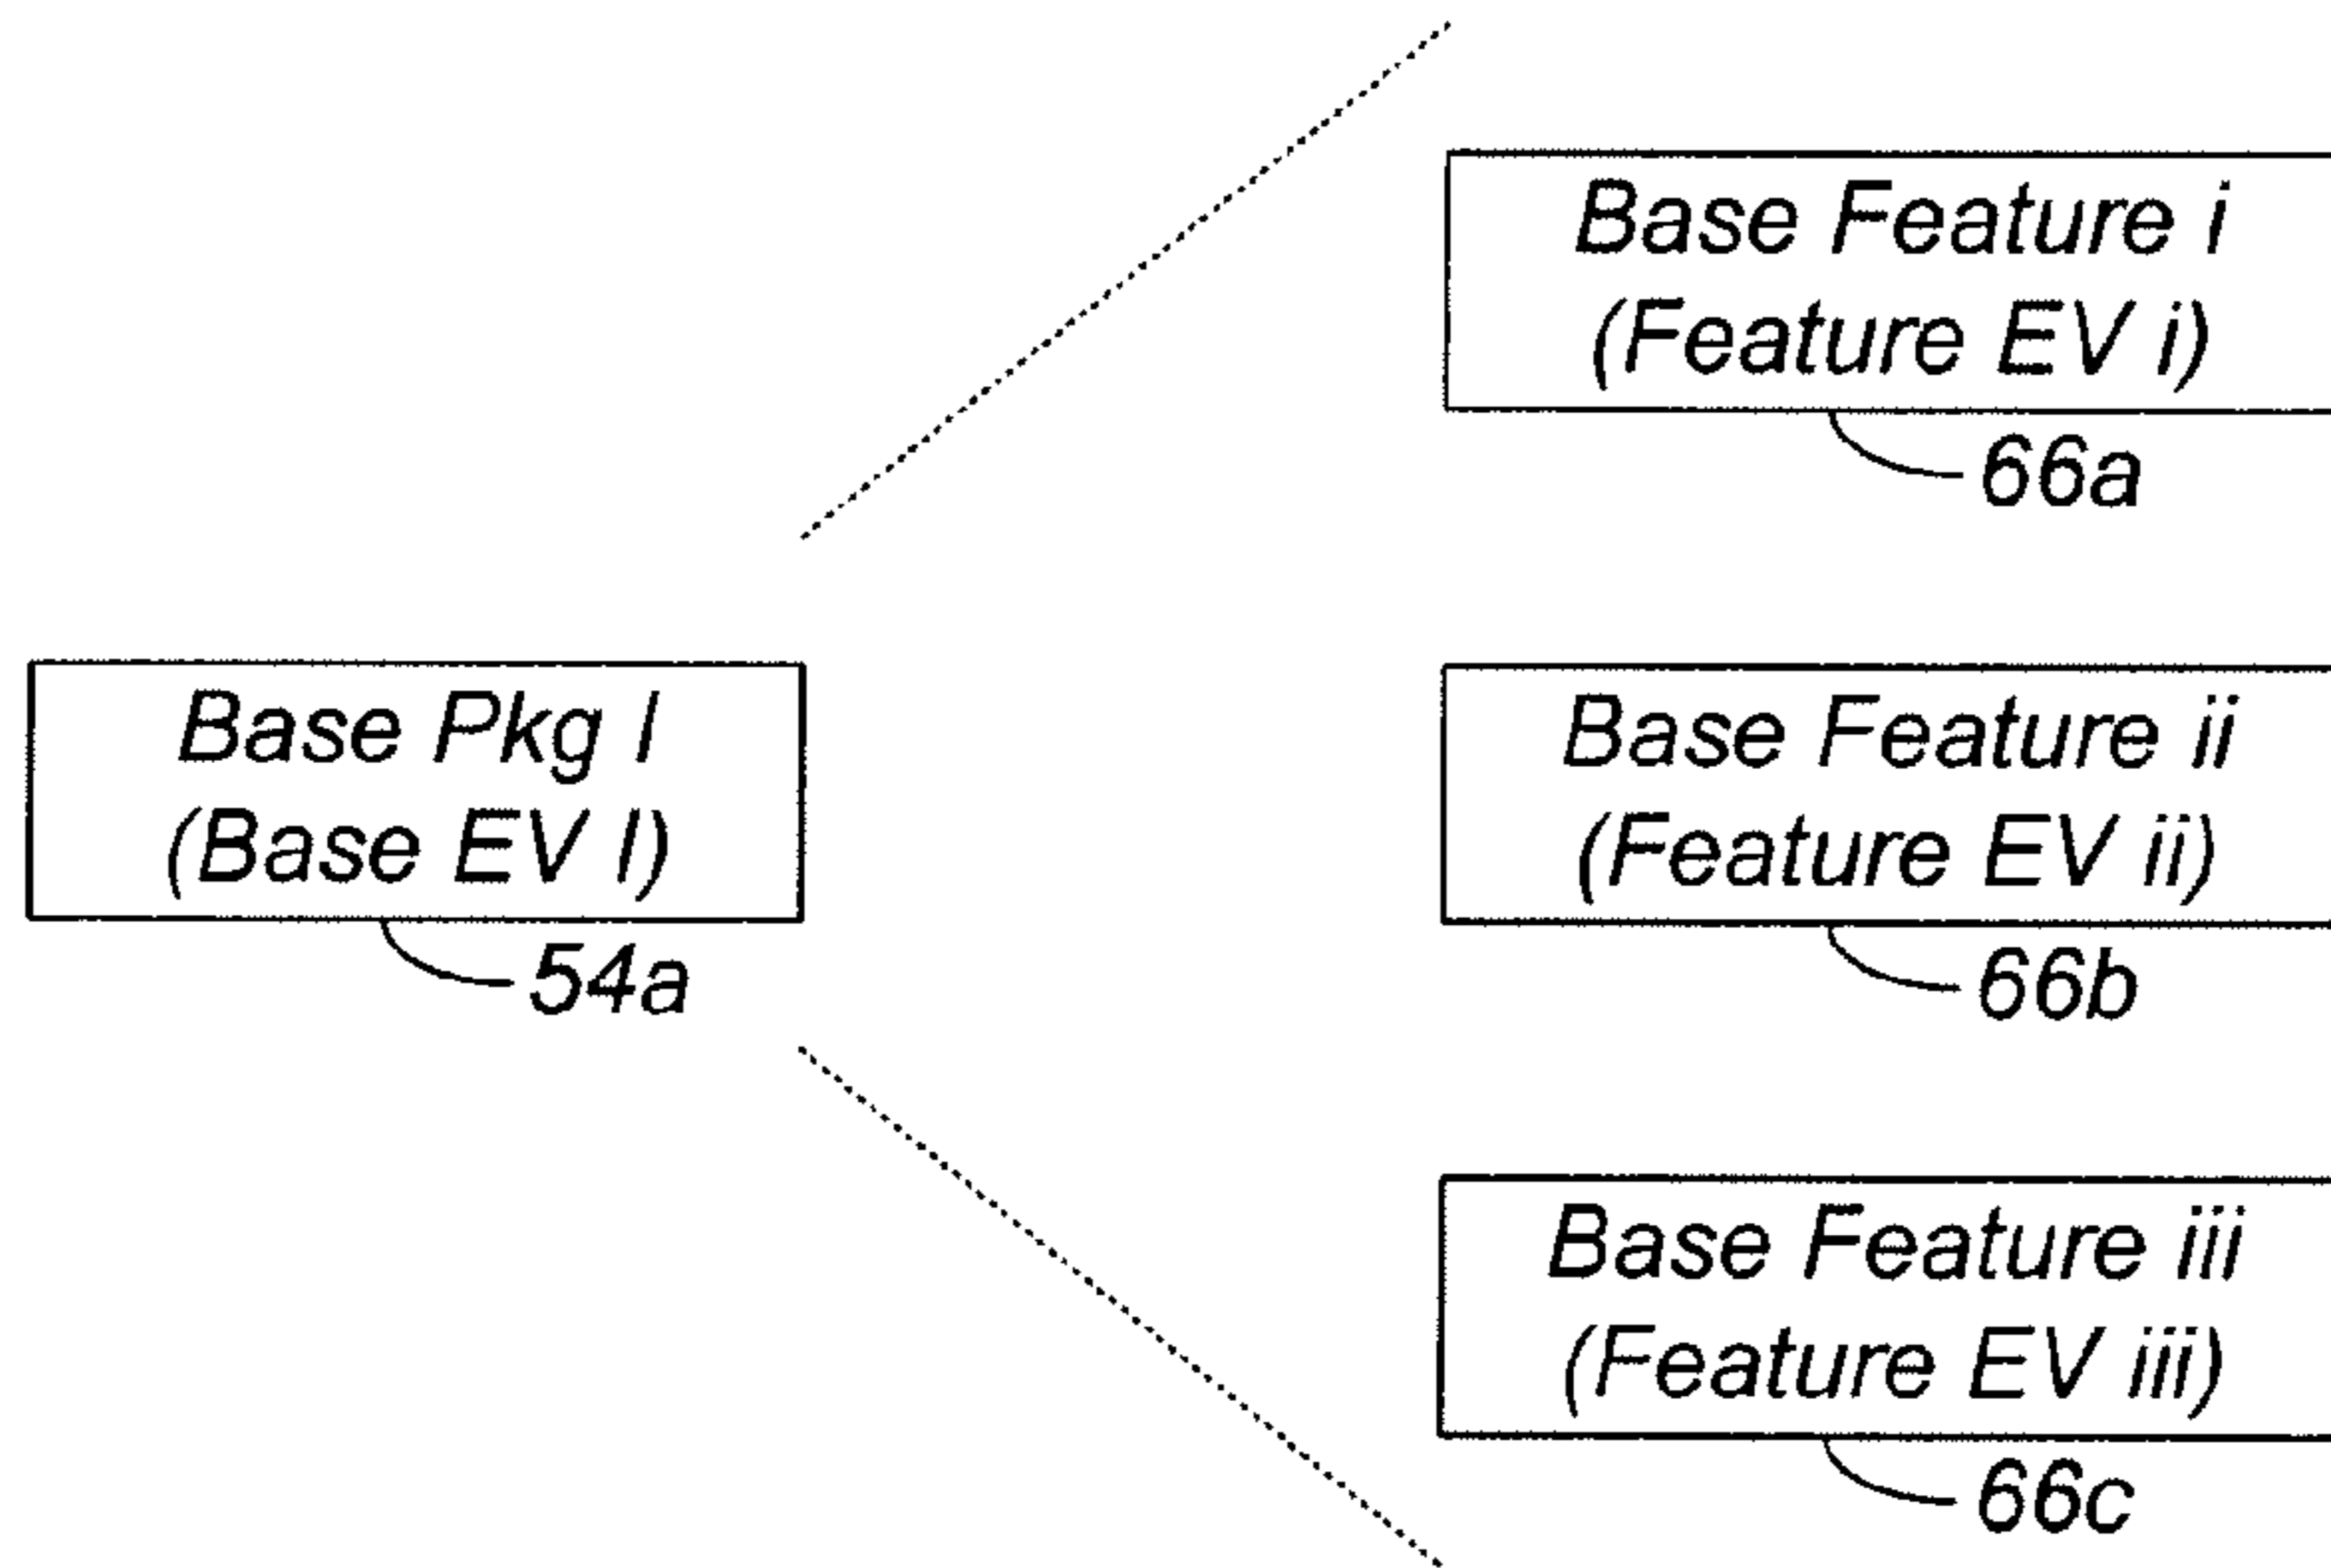 Base Feature i
(Feature EV i)
66a
Base Pkg I
(Base EV I)
54a
Base Feature ii
(Feature EV ii)
66b
Base Feature iii
(Feature EV iii)
66c